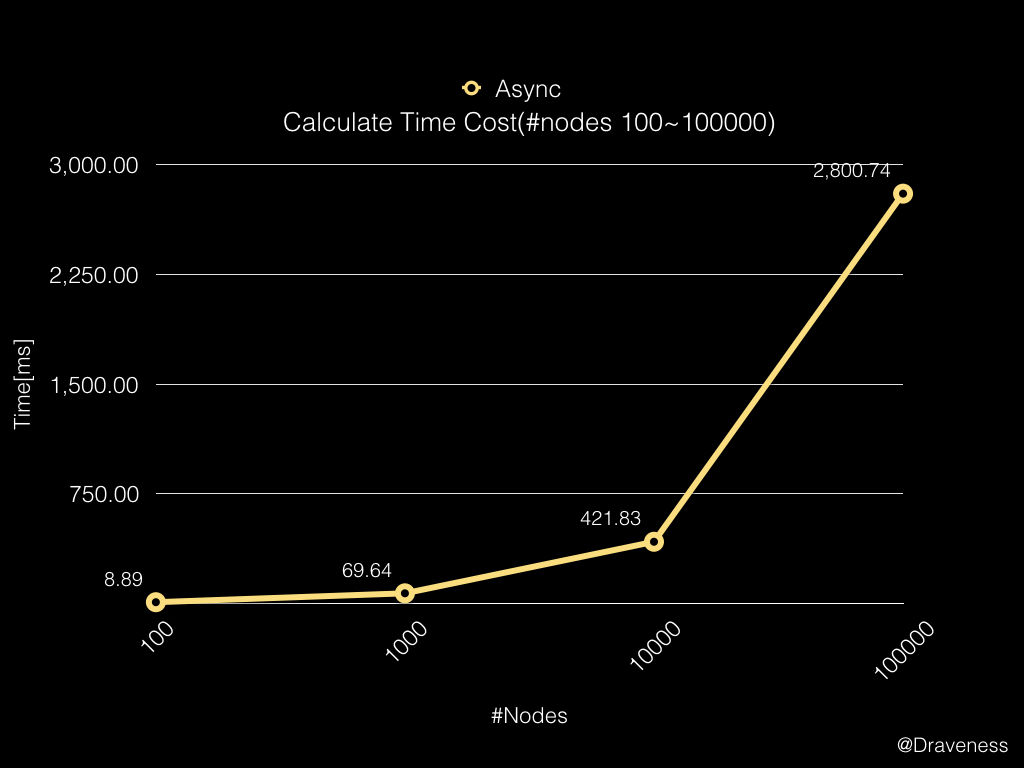 Async
Calculate Time Cost(#nodes 100~100000)
3,000.00
2,800.74
2,250.00
Time[ms]
1,500.00
750.00
421.83
69.64
8.89
100
1000
10000
100000
#Nodes
@Draveness